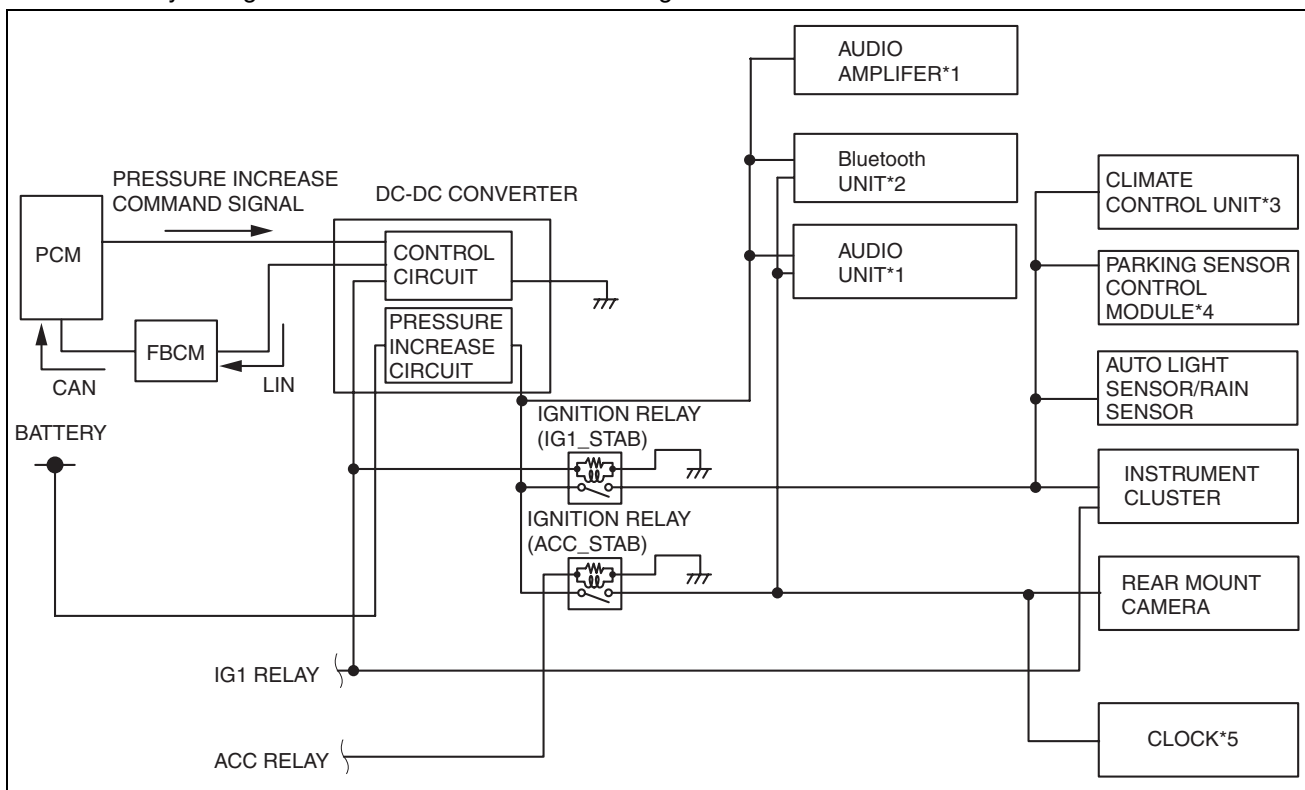 AUDIO
AMPLIFER*1
Bluetooth
UNIT*2
AUDIO
UNIT*1
PRESSURE INCREASE
COMMAND SIGNAL
DC-DC CONVERTER
PCM
CONTROL
CIRCUIT
PRESSURE
INCREASE
CIRCUIT
FBCM
CAN
LIN
BATTERY
CLIMATE
CONTROL UNIT*3
PARKING SENSOR
CONTROL
MODULE*4
AUTO LIGHT
SENSOR/RAIN
SENSOR
IGNITION RELAY
(IG1_STAB)
INSTRUMENT
CLUSTER
IGNITION RELAY
(ACC_STAB)
REAR MOUNT
CAMERA
IG1 RELAY
ACC RELAY
CLOCK*5